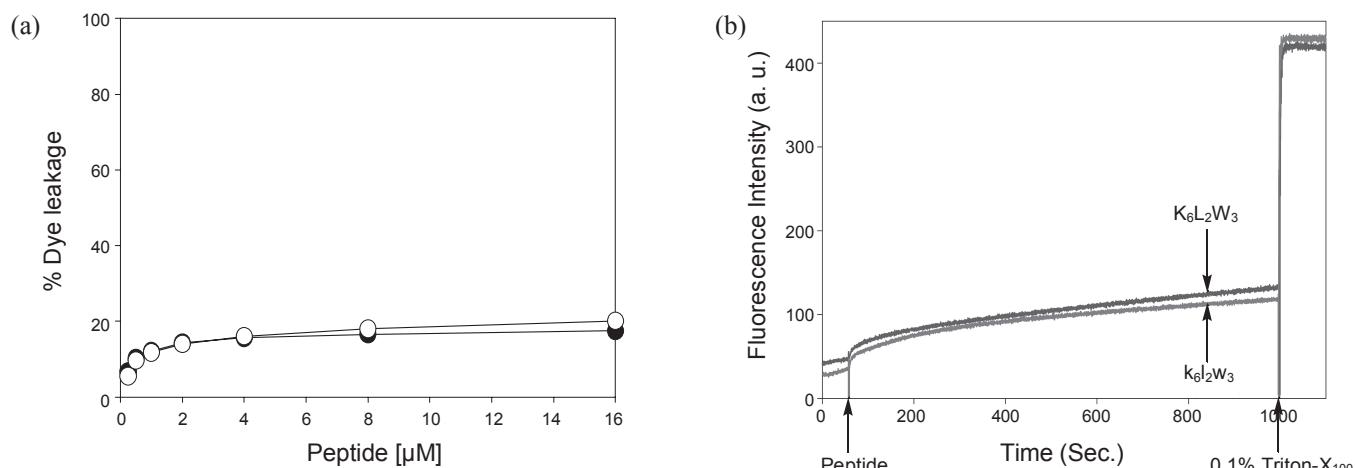 (a)
100
80
60
40
20
0
% Dye leakage
0 2 4 6 8 10 12 14 16
Peptide [µM]
(b)
400
300
200
100
0
Fluorescence Intensity (a. u.)
K₆L₂W₃
k₆l₂w₃
0 200 400 600 800 1000
Time (Sec.)
Peptide
0.1% Triton-X₁₀₀